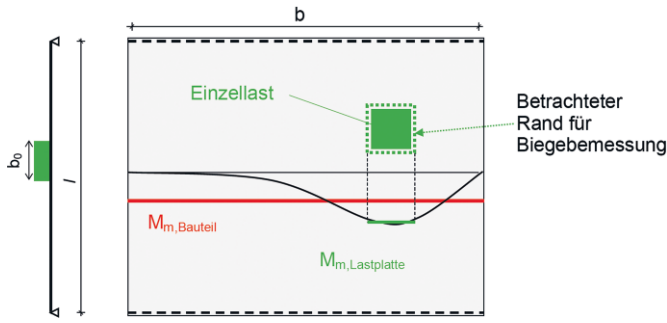 b
Einzellast
Betrachteter
Rand für
Biegebemessung
b₀
l
Mm,Bauteil
Mm,Lastplatte